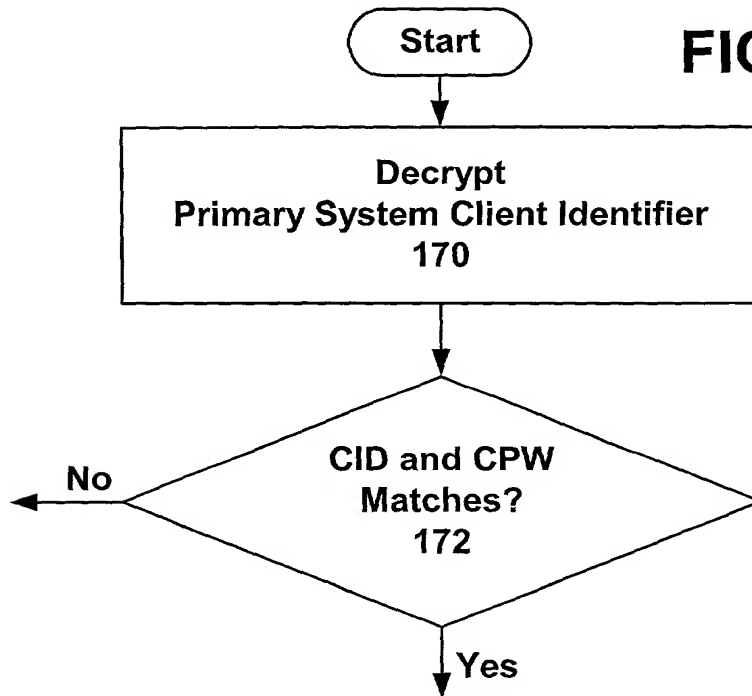 Start
FIG
Decrypt
Primary System Client Identifier
170
CID and CPW
Matches?
172
No
Yes